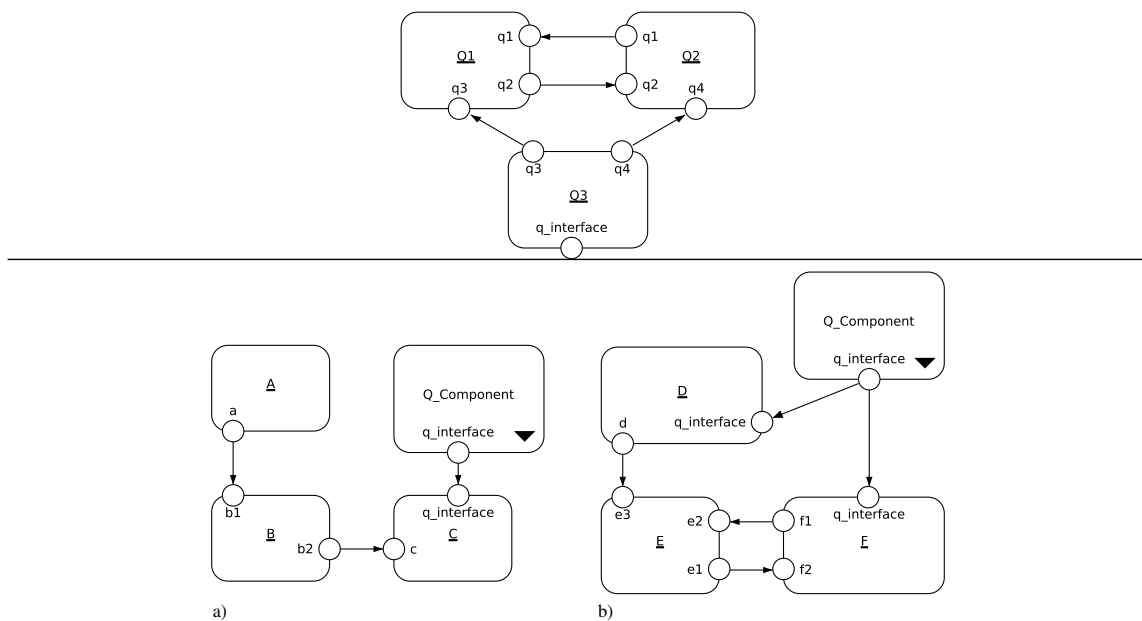 q1 q1
Q1 Q2
q2 q2
q3 q4
q3 q4
Q3
q_interface
Q_Component
q_interface
A
Q_Component
D
a
q_interface
d
q_interface
b1
q_interface
e3
q_interface
B
b2
c
C
e2
f1
E
F
e1
f2
a)
b)